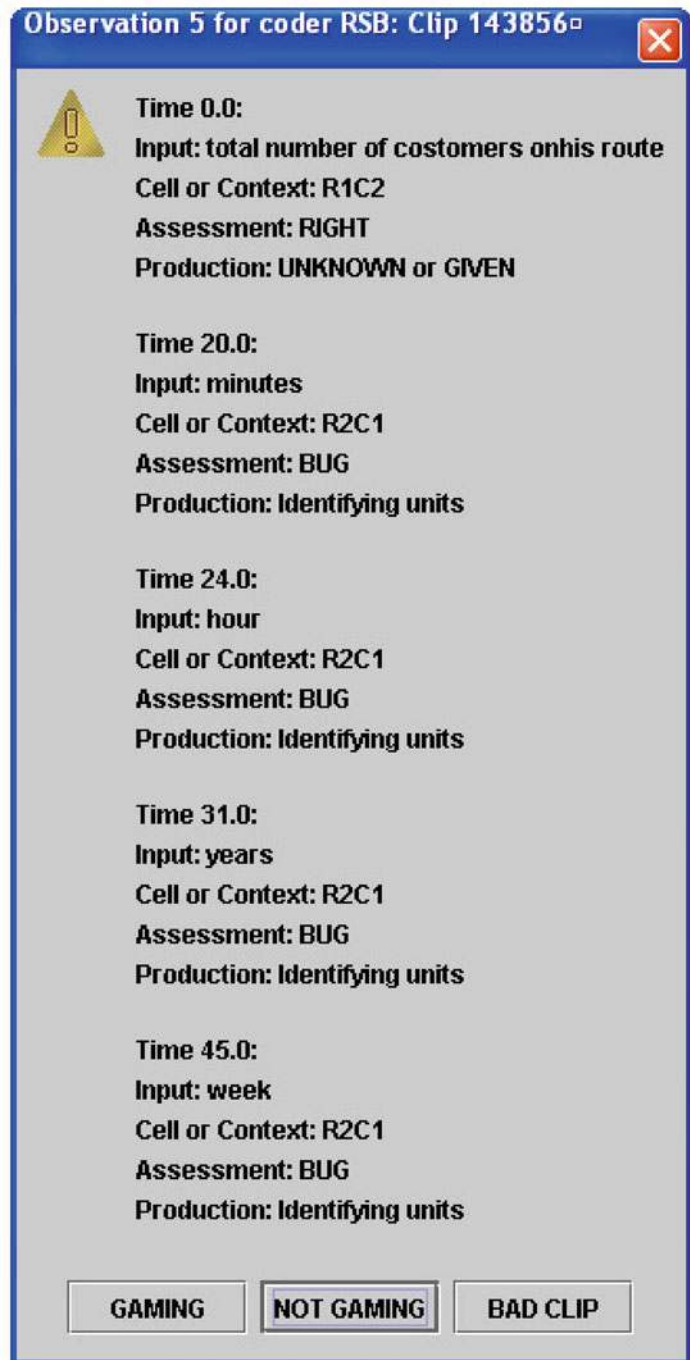 Observation 5 for coder RSB: Clip 143856▫
Time 0.0:
Input: total number of costomers onhis route
Cell or Context: R1C2
Assessment: RIGHT
Production: UNKNOWN or GIVEN
Time 20.0:
Input: minutes
Cell or Context: R2C1
Assessment: BUG
Production: Identifying units
Time 24.0:
Input: hour
Cell or Context: R2C1
Assessment: BUG
Production: Identifying units
Time 31.0:
Input: years
Cell or Context: R2C1
Assessment: BUG
Production: Identifying units
Time 45.0:
Input: week
Cell or Context: R2C1
Assessment: BUG
Production: Identifying units
GAMING NOT GAMING BAD CLIP